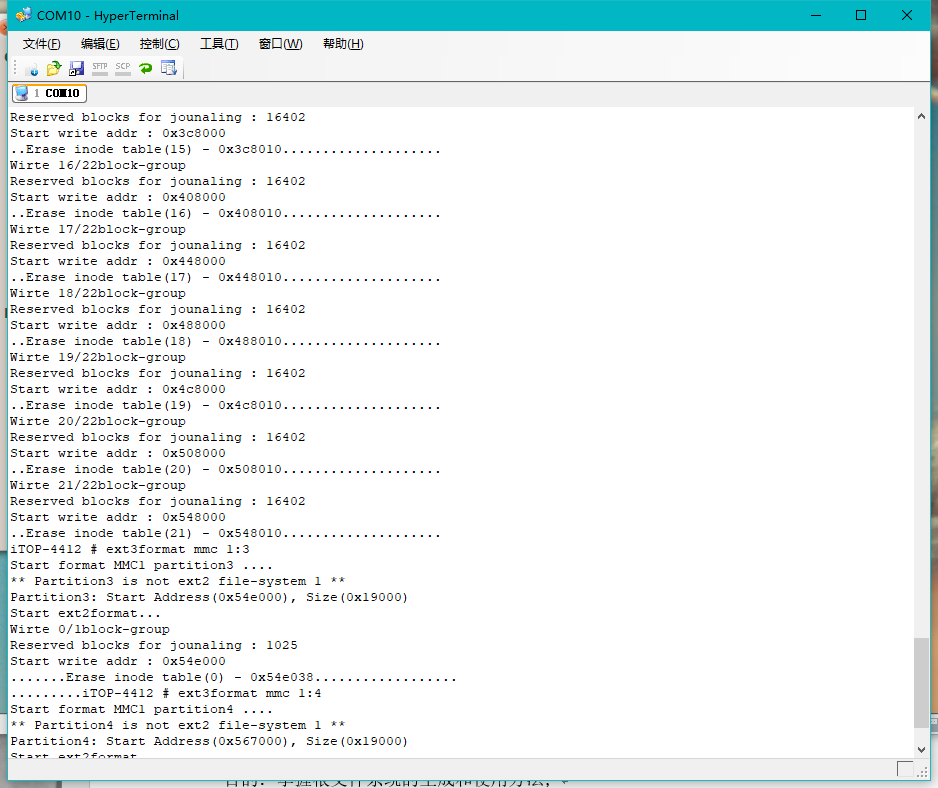 COM10 - HyperTerminal
文件(F) 编辑(E) 控制(C) 工具(T) 窗口(W) 帮助(H)
SFTP SCP
1 COM10
Reserved blocks for jounaling : 16402
Start write addr : 0x3c8000
..Erase inode table(15) - 0x3c8010....................
Wirte 16/22block-group
Reserved blocks for jounaling : 16402
Start write addr : 0x408000
..Erase inode table(16) - 0x408010....................
Wirte 17/22block-group
Reserved blocks for jounaling : 16402
Start write addr : 0x448000
..Erase inode table(17) - 0x448010....................
Wirte 18/22block-group
Reserved blocks for jounaling : 16402
Start write addr : 0x488000
..Erase inode table(18) - 0x488010....................
Wirte 19/22block-group
Reserved blocks for jounaling : 16402
Start write addr : 0x4c8000
..Erase inode table(19) - 0x4c8010....................
Wirte 20/22block-group
Reserved blocks for jounaling : 16402
Start write addr : 0x508000
..Erase inode table(20) - 0x508010....................
Wirte 21/22block-group
Reserved blocks for jounaling : 16402
Start write addr : 0x548000
..Erase inode table(21) - 0x548010....................
iTOP-4412 # ext3format mmc 1:3
Start format MMC1 partition3 ....
** Partition3 is not ext2 file-system 1 **
Partition3: Start Address(0x54e000), Size(0x19000)
Start ext2format...
Wirte 0/1block-group
Reserved blocks for jounaling : 1025
Start write addr : 0x54e000
.......Erase inode table(0) - 0x54e038..................
.........iTOP-4412 # ext3format mmc 1:4
Start format MMC1 partition4 ....
** Partition4 is not ext2 file-system 1 **
Partition4: Start Address(0x567000), Size(0x19000)
Start ext2format
目的：掌握根文件系统的生成和使用方法；